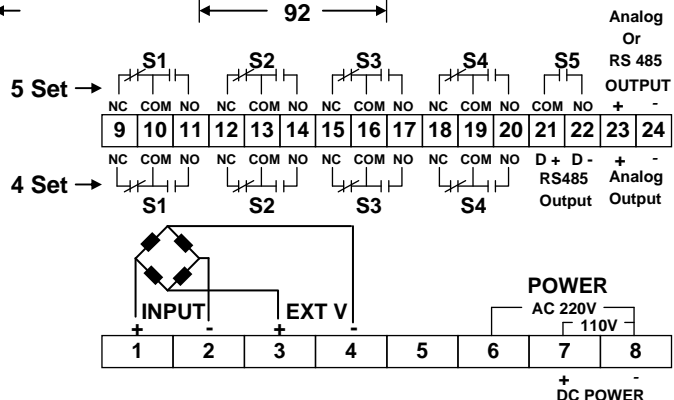 92
Analog
Or
RS 485
OUTPUT
S1 S2 S3 S4 S5
5 Set
NC COM NO NC COM NO NC COM NO NC COM NO COM NO + -
9 10 11 12 13 14 15 16 17 18 19 20 21 22 23 24
NC COM NO NC COM NO NC COM NO NC COM NO D + D - + -
4 Set
S1 S2 S3 S4
RS485
Output
Analog
Output
INPUT EXT V
+ - + -
POWER
AC 220V
110V
1 2 3 4 5 6 7 8
+ -
DC POWER